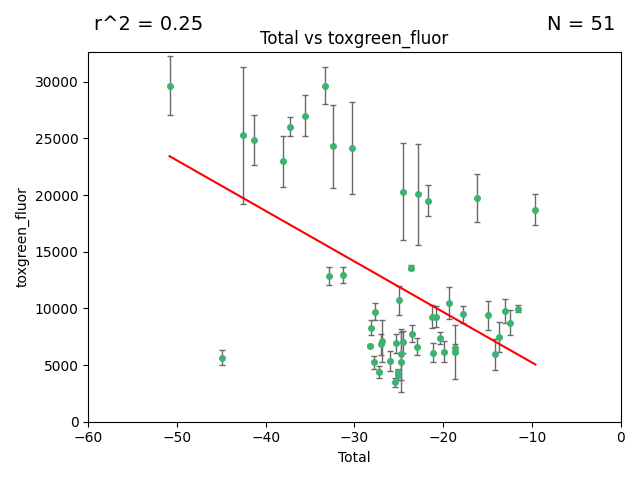 r^2 = 0.25
N = 51
Total vs toxgreen_fluor
30000
25000
20000
15000
10000
5000
0
toxgreen_fluor
−60
−50
−40
−30
−20
−10
0
Total